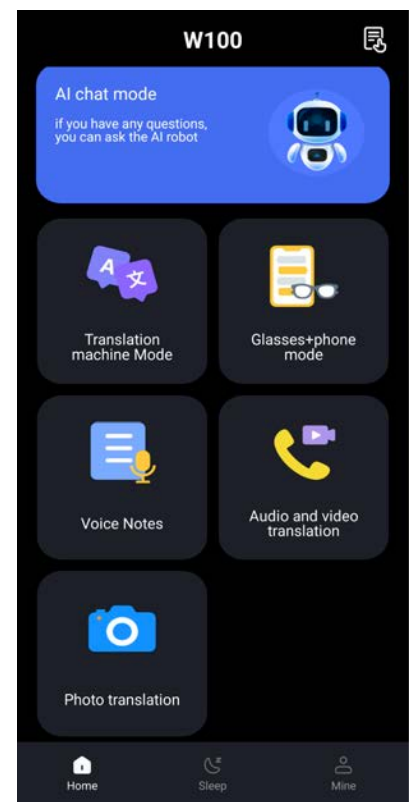 W100
AI chat mode
if you have any questions,
you can ask the AI robot
A
文
Translation
machine Mode
Glasses+phone
mode
Voice Notes
Audio and video
translation
Photo translation
Home
Sleep
Mine